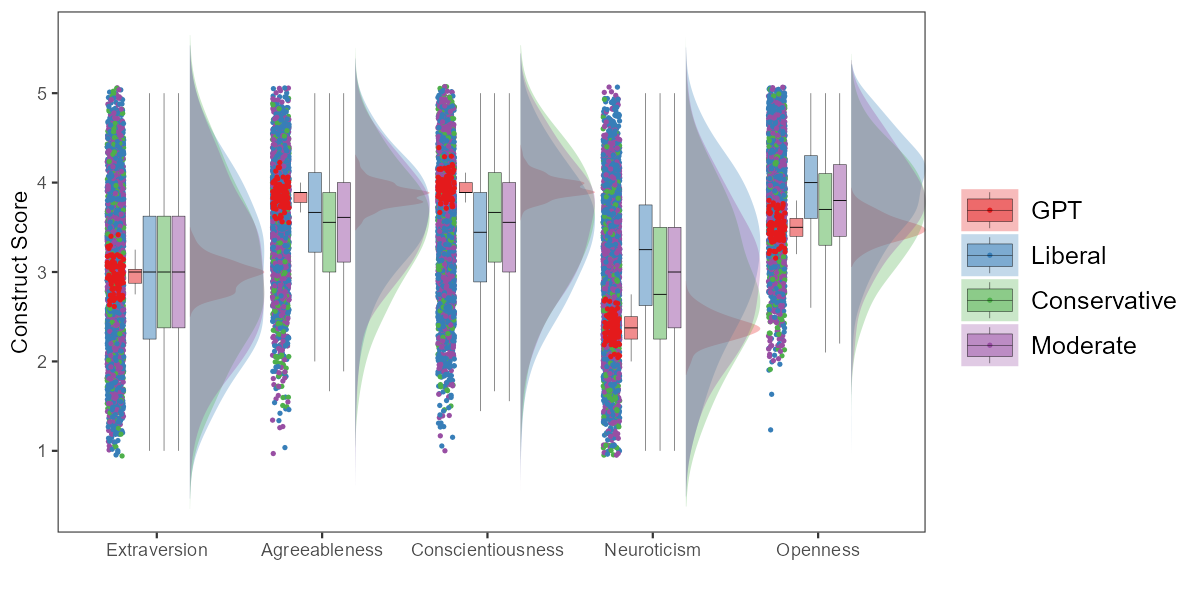 Construct Score
5
4
3
2
1
Extraversion Agreeableness Conscientiousness Neuroticism Openness
GPT
Liberal
Conservative
Moderate